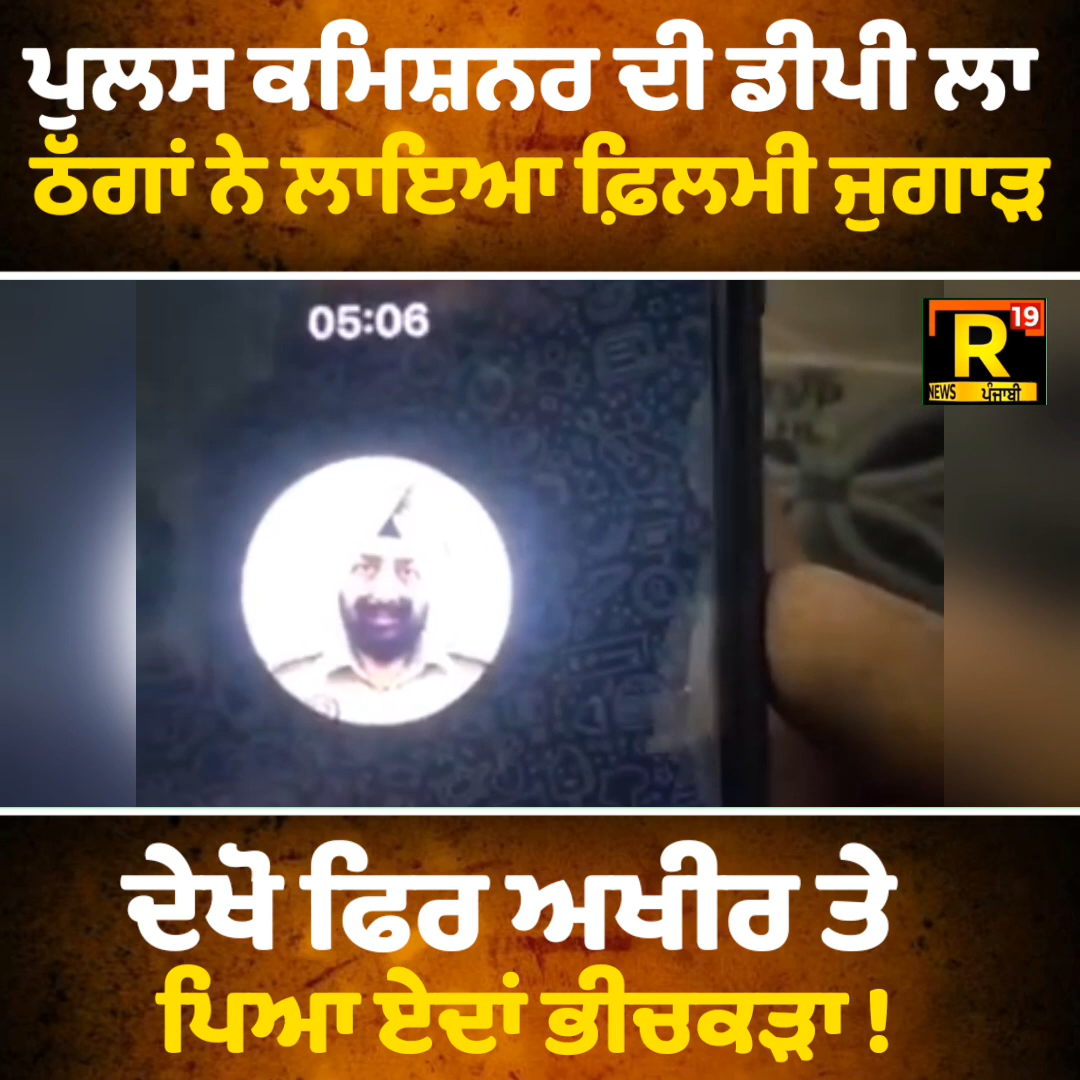 ਪੁਲਸ ਕਮਿਸ਼ਨਰ ਦੀ ਡੀਪੀ ਲਾ
ਠੱਗਾਂ ਨੇ ਲਾਇਆ ਫ਼ਿਲਮੀ ਜੁਗਾੜ
05:06
R 19
NEWS ਪੰਜਾਬੀ
ਦੇਖੋ ਫਿਰ ਅਖੀਰ ਤੇ
ਪਿਆ ਏਦਾਂ ਭੀਚਕੜਾ !